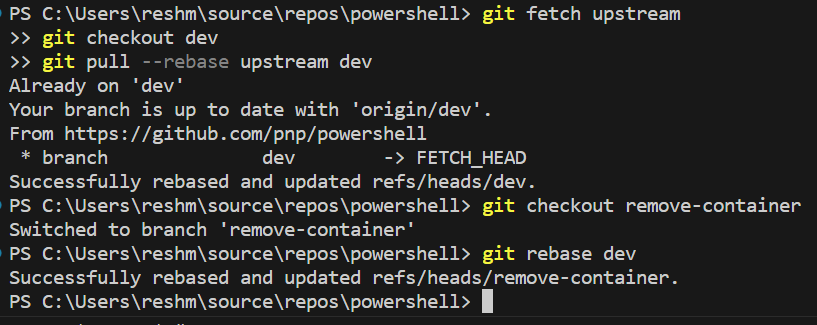 PS C:\Users\reshm\source\repos\powershell> git fetch upstream
>> git checkout dev
>> git pull --rebase upstream dev
Already on 'dev'
Your branch is up to date with 'origin/dev'.
From https://github.com/pnp/powershell
 * branch            dev        -> FETCH_HEAD
Successfully rebased and updated refs/heads/dev.
PS C:\Users\reshm\source\repos\powershell> git checkout remove-container
Switched to branch 'remove-container'
PS C:\Users\reshm\source\repos\powershell> git rebase dev
Successfully rebased and updated refs/heads/remove-container.
PS C:\Users\reshm\source\repos\powershell>